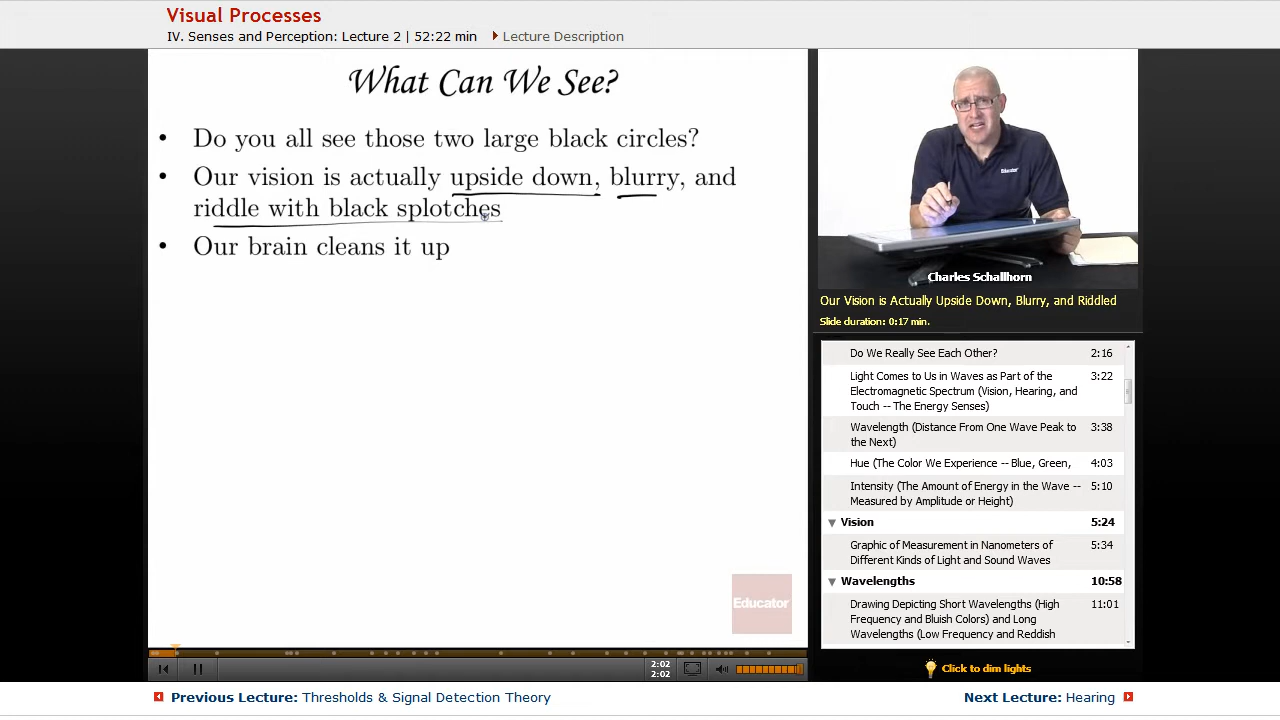 Visual Processes
IV. Senses and Perception: Lecture 2 | 52:22 min
Lecture Description
What Can We See?
• Do you all see those two large black circles?
• Our vision is actually upside down, blurry, and
riddle with black splotches
• Our brain cleans it up
Educator
Educator
Charles Schallhorn
Our Vision is Actually Upside Down, Blurry, and Riddled
Slide duration: 0:17 min.
Do We Really See Each Other? 2:16
Light Comes to Us in Waves as Part of the 3:22
Electromagnetic Spectrum (Vision, Hearing, and
Touch -- The Energy Senses)
Wavelength (Distance From One Wave Peak to 3:38
the Next)
Hue (The Color We Experience -- Blue, Green, 4:03
Intensity (The Amount of Energy in the Wave -- 5:10
Measured by Amplitude or Height)
Vision 5:24
Graphic of Measurement in Nanometers of 5:34
Different Kinds of Light and Sound Waves
Wavelengths 10:58
Drawing Depicting Short Wavelengths (High 11:01
Frequency and Bluish Colors) and Long
Wavelengths (Low Frequency and Reddish
2:02
2:02
Click to dim lights
Previous Lecture: Thresholds & Signal Detection Theory
Next Lecture: Hearing